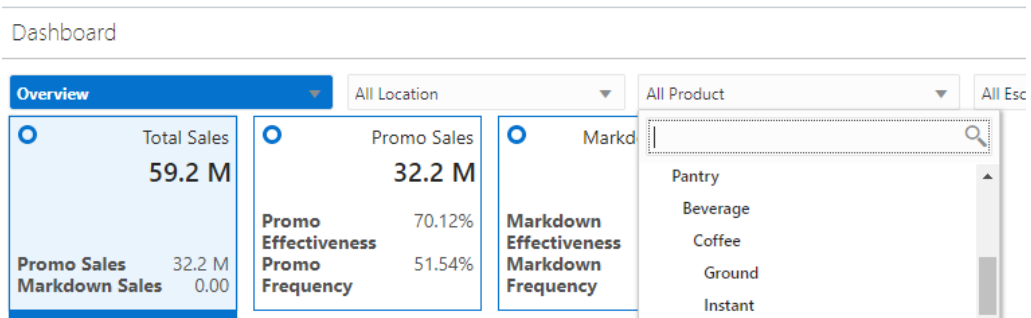 Dashboard
Overview
All Location
All Product
All Esc
Total Sales
59.2 M
Promo Sales 32.2 M
Markdown Sales 0.00
Promo Sales
32.2 M
Promo Effectiveness 70.12%
Promo Frequency 51.54%
Markd
Markdown
Effectiveness
Markdown
Frequency
Pantry
Beverage
Coffee
Ground
Instant